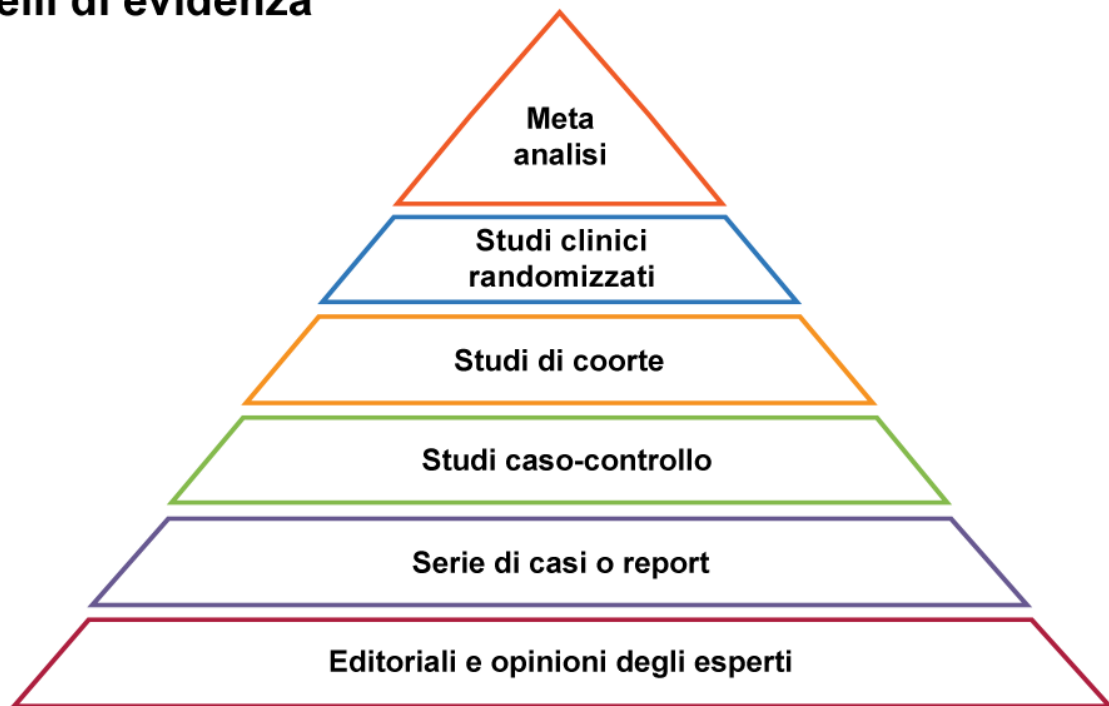 di evidenza
Meta
analisi
Studi clinici
randomizzati
Studi di coorte
Studi caso-controllo
Serie di casi o report
Editoriali e opinioni degli esperti